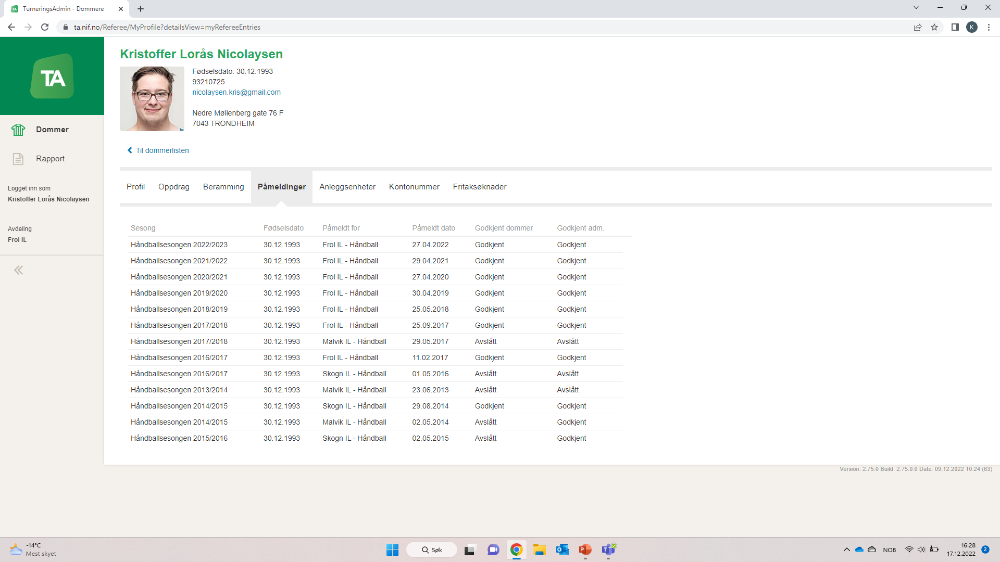 TurneringsAdmin - Dommere
ta.nif.no/Referee/MyProfile?detailsView=myRefereeEntries
K
TA
Dommer
Rapport
Logget inn som
Kristoffer Lorås Nicolaysen
Avdeling
Frol IL
Kristoffer Lorås Nicolaysen
Fødselsdato: 30.12.1993
93210725
nicolaysen.kris@gmail.com
Nedre Møllenberg gate 76 F
7043 TRONDHEIM
Til dommerlisten
Profil Oppdrag Beramming Påmeldinger Anleggsenheter Kontonummer Fritaksøknader
Sesong Fødselsdato Påmeldt for Påmeldt dato Godkjent dommer Godkjent adm.
Håndballsesongen 2022/2023 30.12.1993 Frol IL - Håndball 27.04.2022 Godkjent Godkjent
Håndballsesongen 2021/2022 30.12.1993 Frol IL - Håndball 29.04.2021 Godkjent Godkjent
Håndballsesongen 2020/2021 30.12.1993 Frol IL - Håndball 27.04.2020 Godkjent Godkjent
Håndballsesongen 2019/2020 30.12.1993 Frol IL - Håndball 30.04.2019 Godkjent Godkjent
Håndballsesongen 2018/2019 30.12.1993 Frol IL - Håndball 25.05.2018 Godkjent Godkjent
Håndballsesongen 2017/2018 30.12.1993 Frol IL - Håndball 25.09.2017 Godkjent Godkjent
Håndballsesongen 2017/2018 30.12.1993 Malvik IL - Håndball 29.05.2017 Avslått Avslått
Håndballsesongen 2016/2017 30.12.1993 Frol IL - Håndball 11.02.2017 Godkjent Godkjent
Håndballsesongen 2016/2017 30.12.1993 Skogn IL - Håndball 01.05.2016 Avslått Avslått
Håndballsesongen 2013/2014 30.12.1993 Malvik IL - Håndball 23.06.2013 Avslått Avslått
Håndballsesongen 2014/2015 30.12.1993 Skogn IL - Håndball 29.08.2014 Godkjent Godkjent
Håndballsesongen 2014/2015 30.12.1993 Malvik IL - Håndball 02.05.2014 Avslått Godkjent
Håndballsesongen 2015/2016 30.12.1993 Skogn IL - Håndball 02.05.2015 Avslått Godkjent
Version: 2.75.0 Build: 2.75.0.0 Date: 09.12.2022 10.24 (63)
-14°C
Mest skyet
Søk
NOB
16:28
17.12.2022
2